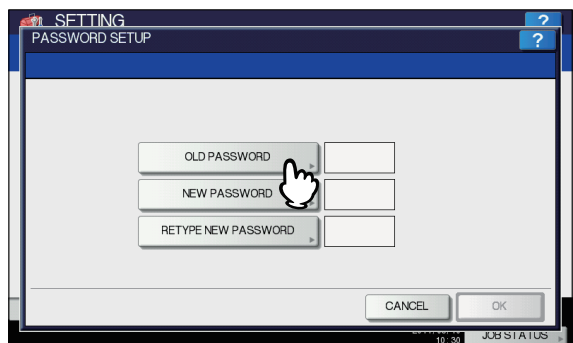 SETTING
?
PASSWORD SETUP
?
OLD PASSWORD
NEW PASSWORD
RETYPE NEW PASSWORD
CANCEL
OK
10:30
JOB STATUS